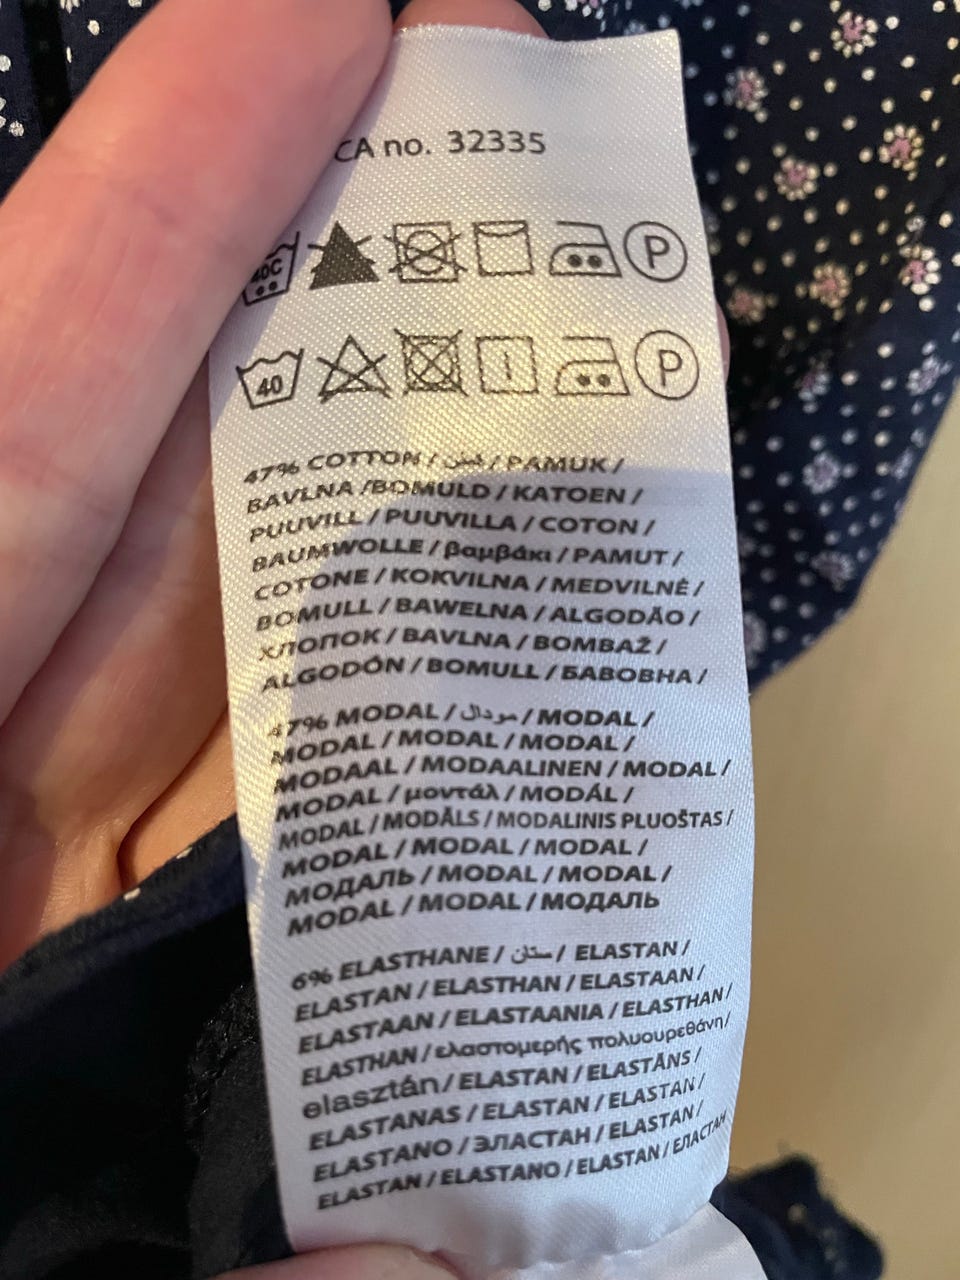 CA no. 32335
40C P
40 P
47% COTTON / قطن / PAMUK /
BAVLNA /BOMULD / KATOEN /
PUUVILL / PUUVILLA / COTON /
BAUMWOLLE / βαμβάκι / PAMUT /
COTONE / KOKVILNA / MEDVILNĖ /
BOMULL / BAWELNA / ALGODÃO /
ХЛОПОК / BAVLNA / BOMBAŽ /
ALGODÓN / BOMULL / БАВОВНА /
47% MODAL / مودال / MODAL /
MODAL / MODAL / MODAL /
MODAAL / MODAALINEN / MODAL /
MODAL / μοντάλ / MODÁL /
MODAL / MODĀLS / MODALINIS PLUOŠTAS /
MODAL / MODAL / MODAL /
МОДАЛЬ / MODAL / MODAL /
MODAL / MODAL / МОДАЛЬ
6% ELASTHANE / ستان / ELASTAN /
ELASTAN / ELASTHAN / ELASTAAN /
ELASTAAN / ELASTAANIA / ELASTHAN /
ELASTHAN / ελαστομερής πολυουρεθάνη /
elasztán / ELASTAN / ELASTĀNS /
ELASTANAS / ELASTAN / ELASTAN /
ELASTANO / ЭЛАСТАН / ELASTAN /
ELASTAN / ELASTANO / ELASTAN / ЕЛАСТАН